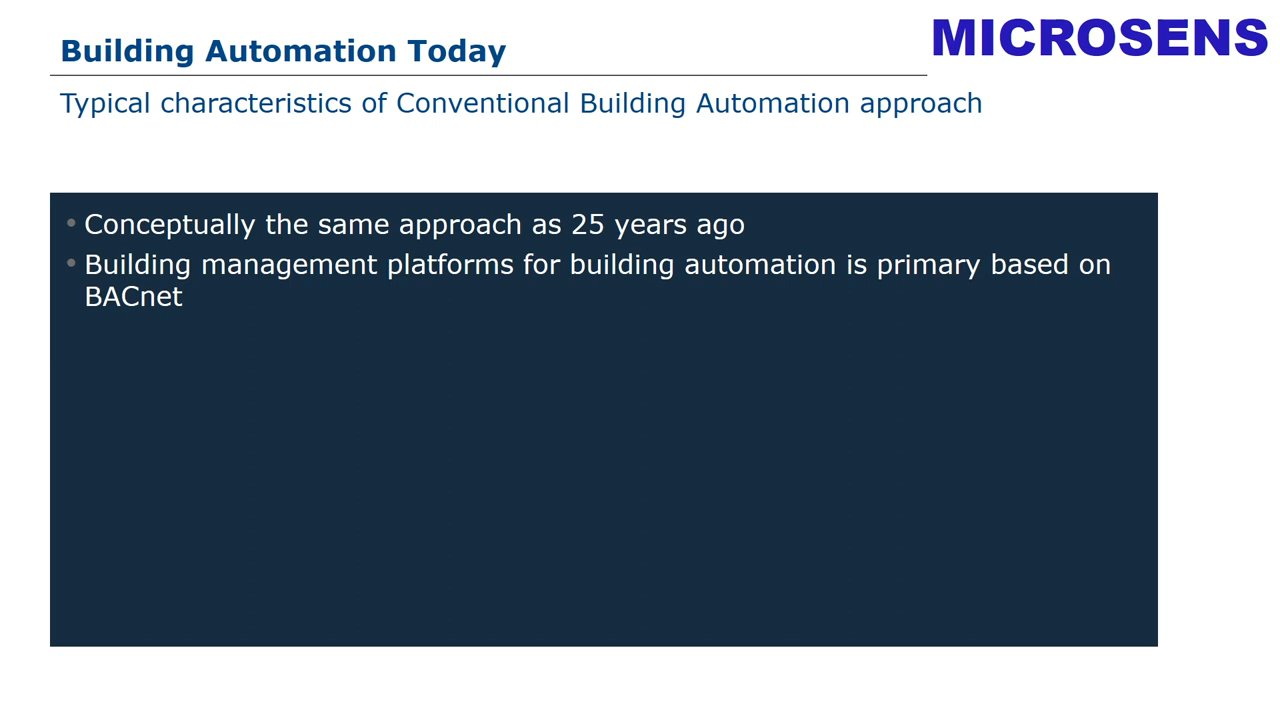 Building Automation Today
MICROSENS
Typical characteristics of Conventional Building Automation approach
• Conceptually the same approach as 25 years ago
• Building management platforms for building automation is primary based on
BACnet